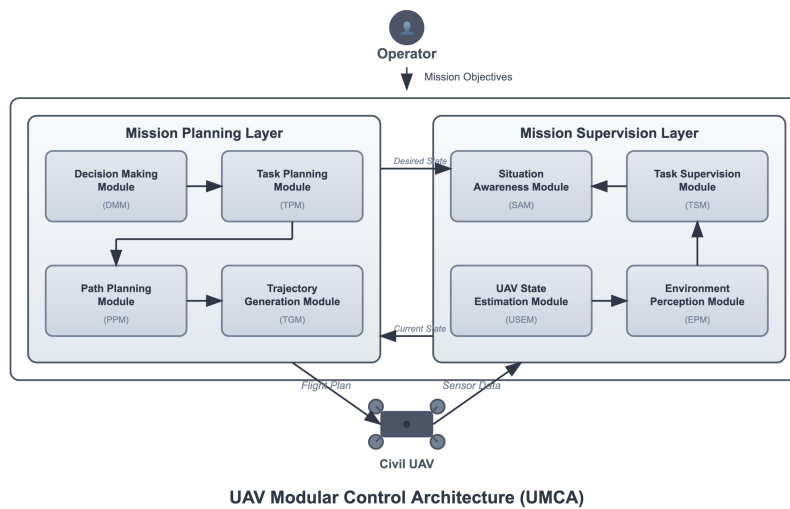 Operator
Mission Objectives
Mission Planning Layer
Mission Supervision Layer
Decision Making
Module
(DMM)
Task Planning
Module
(TPM)
Desired State
Situation
Awareness Module
(SAM)
Task Supervision
Module
(TSM)
Path Planning
Module
(PPM)
Trajectory
Generation Module
(TGM)
Current State
UAV State
Estimation Module
(USEM)
Environment
Perception Module
(EPM)
Flight Plan
Sensor Data
Civil UAV
UAV Modular Control Architecture (UMCA)